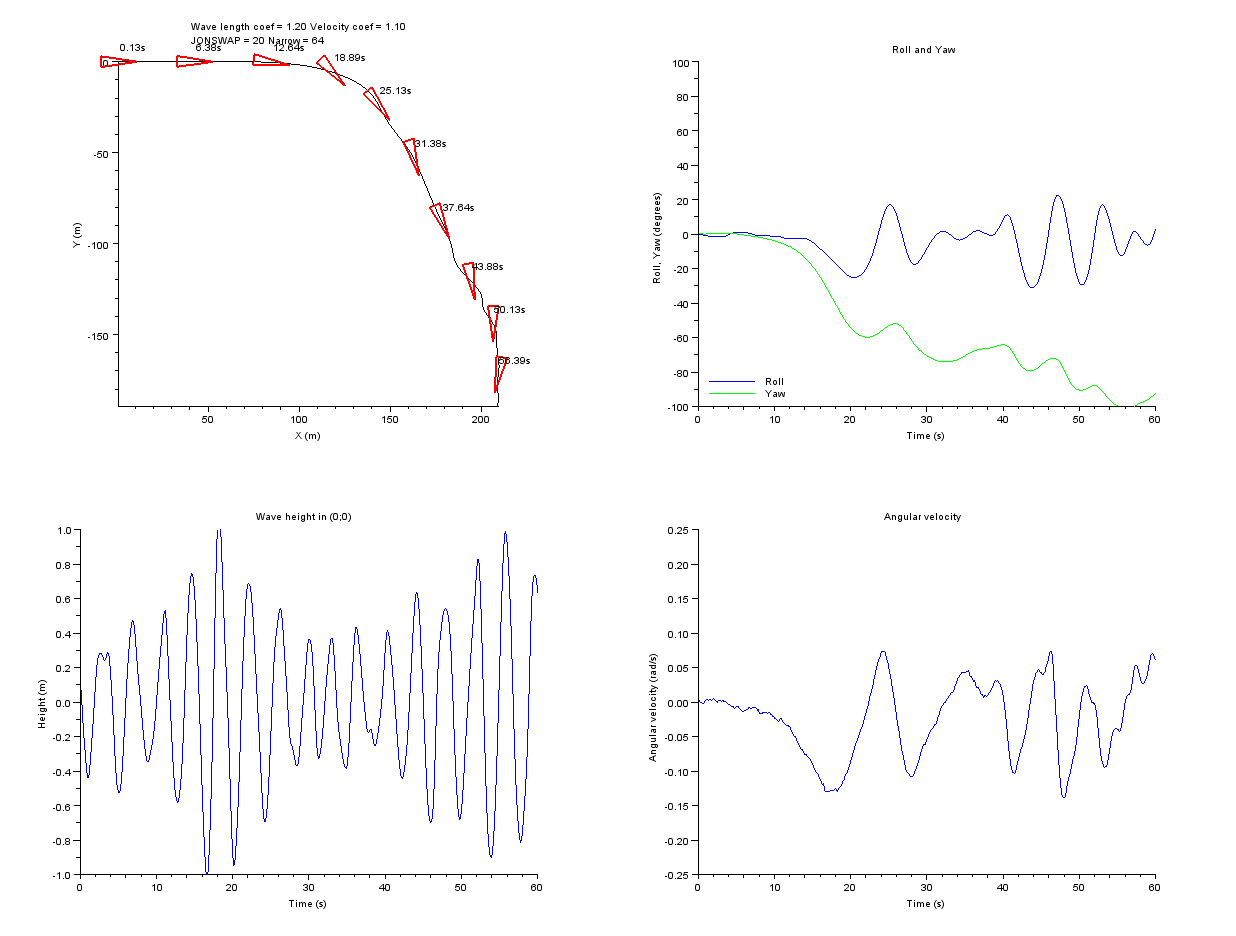 Wave length coef = 1.20 Velocity coef = 1.10
JONSWAP = 20 Narrow = 64
0.13s
6.38s
12.64s
18.89s
25.13s
31.38s
37.64s
43.88s
50.13s
56.39s
0
-50
-100
-150
Y (m)
50
100
150
200
X (m)
Roll and Yaw
100
80
60
40
20
0
-20
-40
-60
-80
-100
Roll, Yaw (degrees)
Roll
Yaw
0
10
20
30
40
50
60
Time (s)
Wave height in (0;0)
1.0
0.8
0.6
0.4
0.2
0.0
-0.2
-0.4
-0.6
-0.8
-1.0
Height (m)
0
10
20
30
40
50
60
Time (s)
Angular velocity
0.25
0.20
0.15
0.10
0.05
0.00
-0.05
-0.10
-0.15
-0.20
-0.25
Angular velocity (rad/s)
0
10
20
30
40
50
60
Time (s)